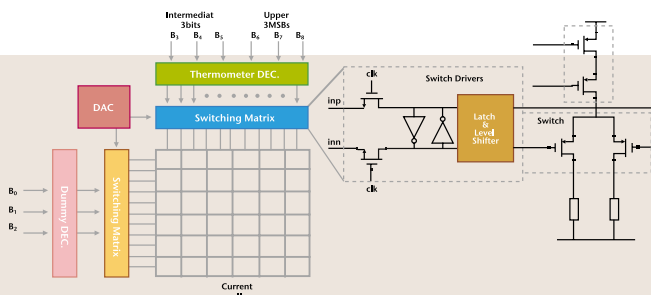 Intermediat
3bits
Upper
3MSBs
B3 B4 B5 B6 B7 B8
Thermometer DEC.
DAC
Switching Matrix
clk
Switch Drivers
inp
inn
clk
Latch
&
Level
Shifter
Switch
B0
B1
B2
Dummy DEC.
Switching Matrix
Current